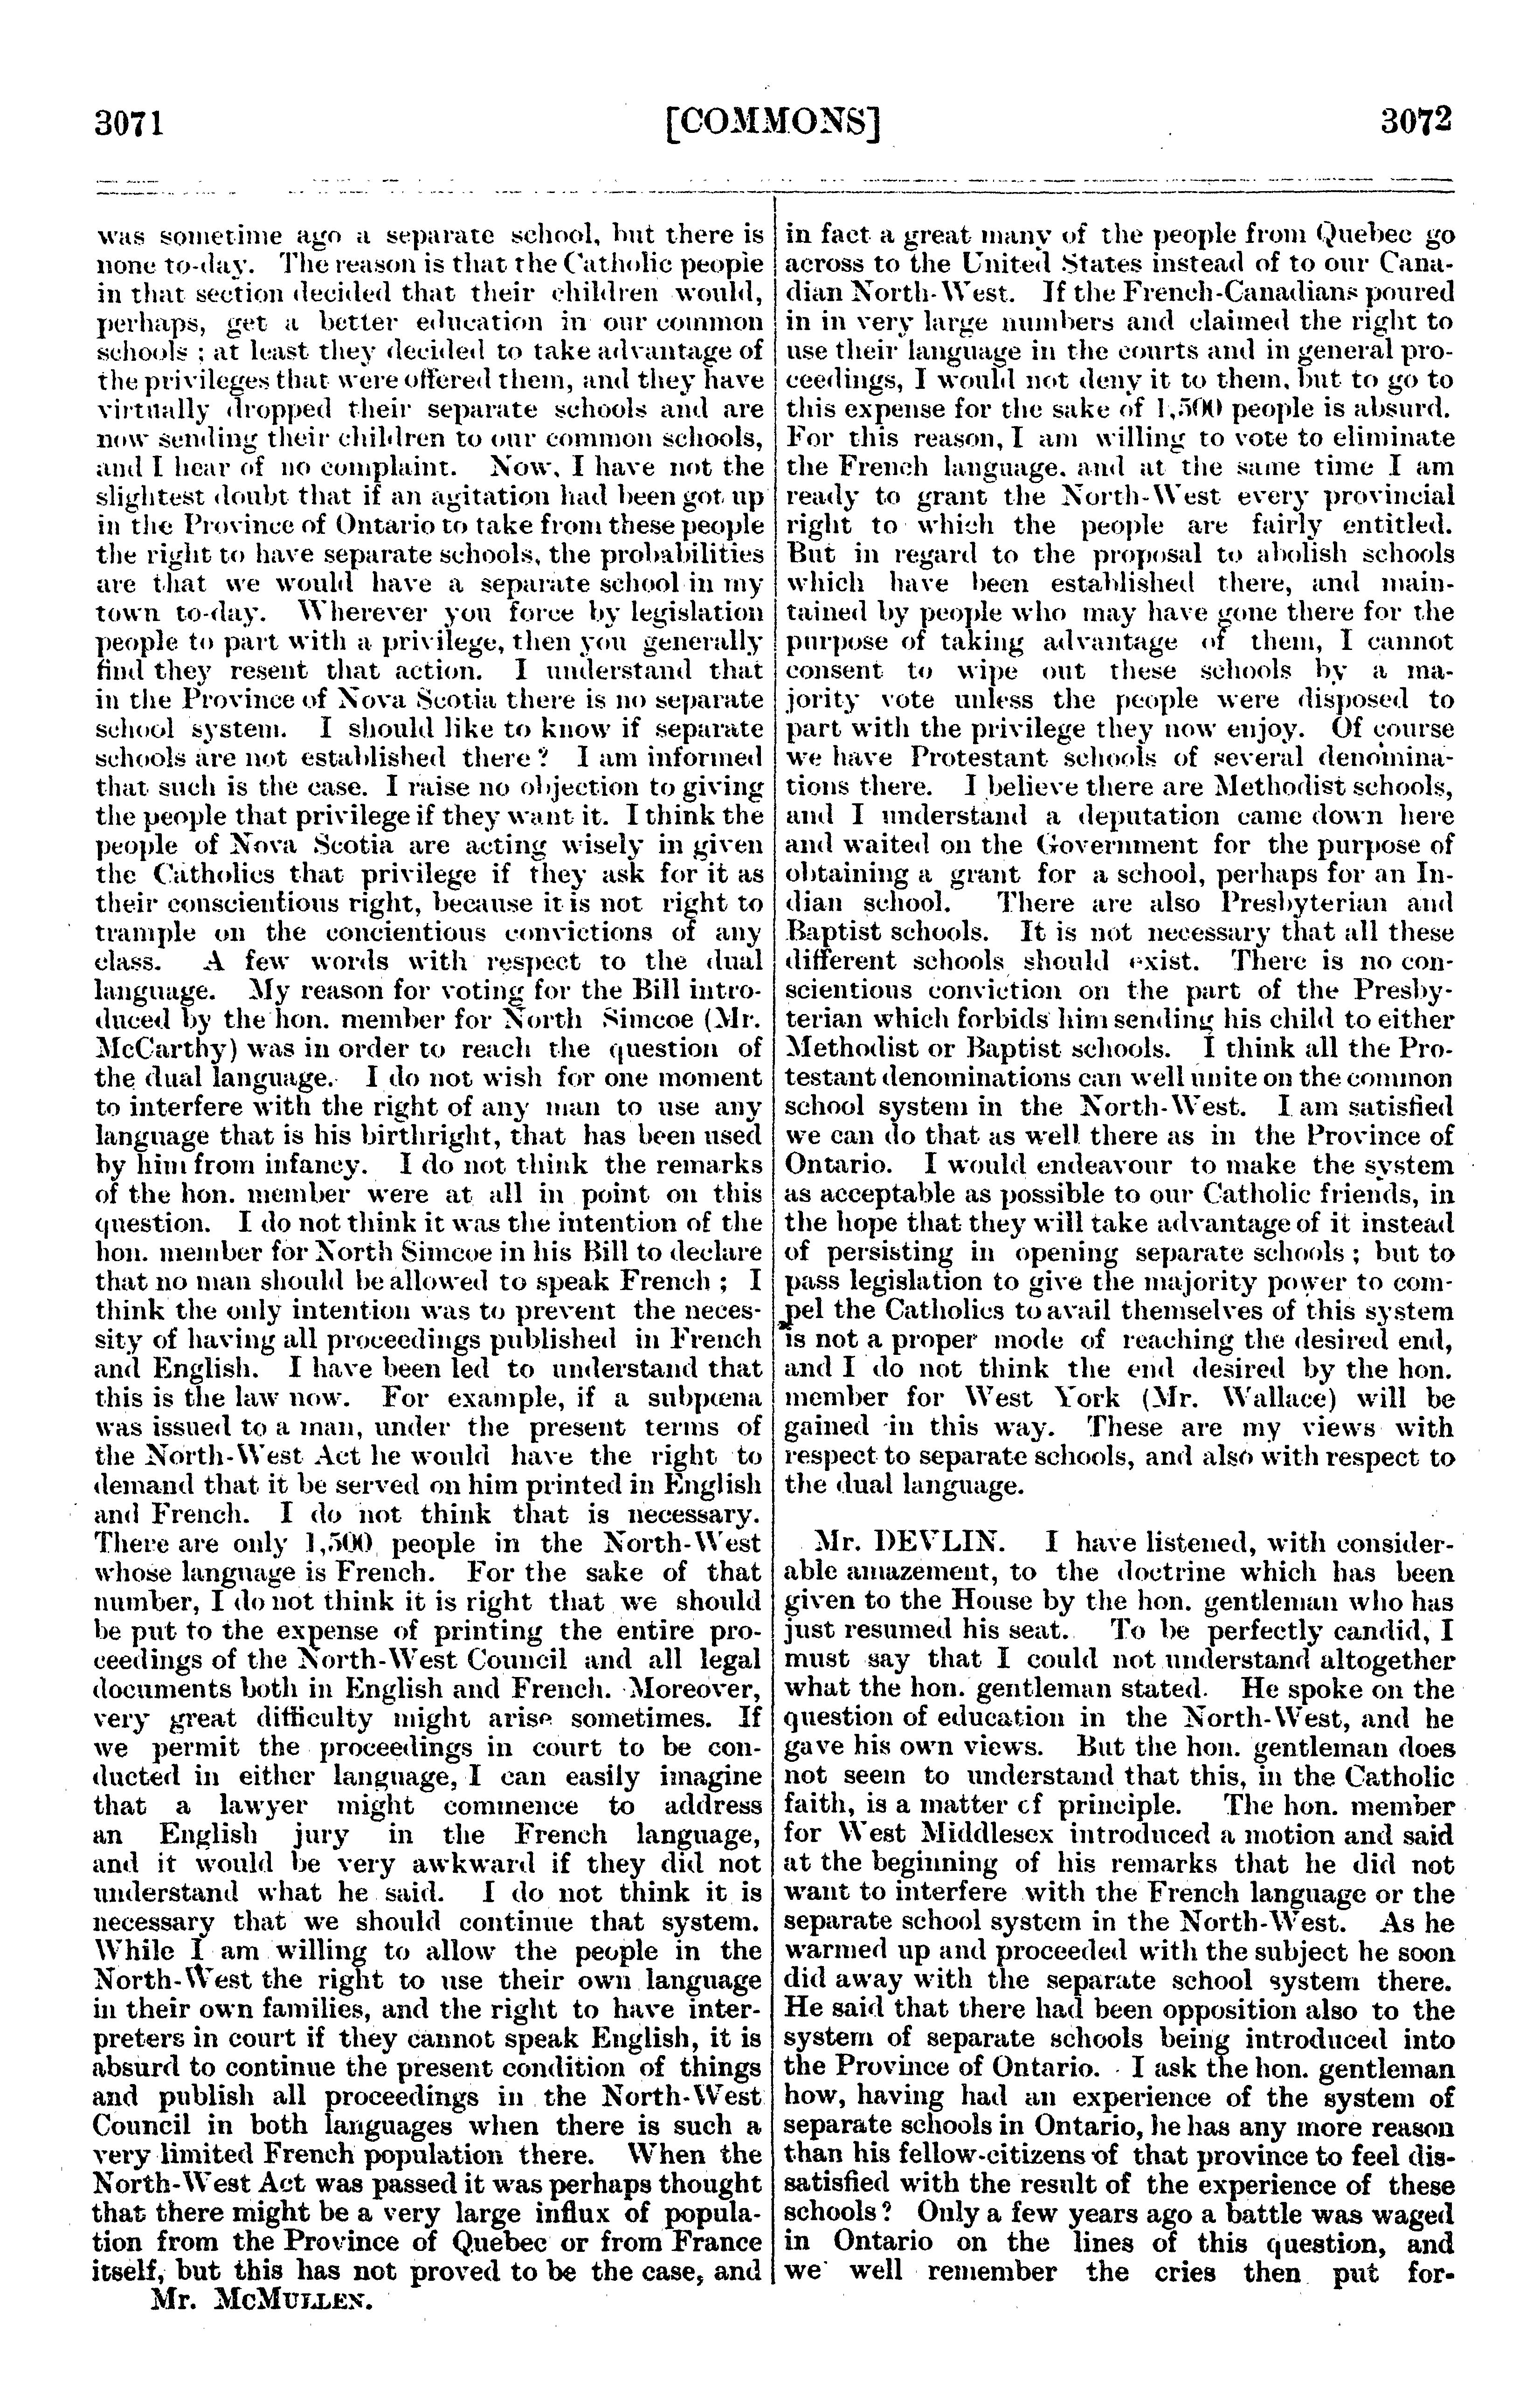 3071
[COMMONS]
3072
was sometime ago a separate school, but there is
none to-day. The reason is that the Catholic people
in that section decided that their children would,
perhaps, get a better education in our common
schools ; at least they decided to take advantage of
the privileges that were offered them, and they have
virtually dropped their separate schools and are
now sending their children to our common schools,
and I hear of no complaint. Now, I have not the
slightest doubt that if an agitation had been got up
in the Province of Ontario to take from these people
the right to have separate schools, the probabilities
are that we would have a separate school in my
town to-day. Wherever you force by legislation
people to part with a privilege, then you generally
find they resent that action. I understand that
in the Province of Nova Scotia there is no separate
school system. I should like to know if separate
schools are not established there? I am informed
that such is the case. I raise no objection to giving
the people that privilege if they want it. I think the
people of Nova Scotia are acting wisely in given
the Catholics that privilege if they ask for it as
their conscientious right, because it is not right to
trample on the concientious convictions of any
class. A few words with respect to the dual
language. My reason for voting for the Bill intro-
duced by the hon. member for North Simcoe (Mr.
McCarthy) was in order to reach the question of
the dual language. I do not wish for one moment
to interfere with the right of any man to use any
language that is his birthright, that has been used
by him from infancy. I do not think the remarks
of the hon. member were at all in point on this
question. I do not think it was the intention of the
hon. member for North Simcoe in his Bill to declare
that no man should be allowed to speak French ; I
think the only intention was to prevent the neces-
sity of having all proceedings published in French
and English. I have been led to understand that
this is the law now. For example, if a subpœna
was issued to a man, under the present terms of
the North-West Act he would have the right to
demand that it be served on him printed in English
and French. I do not think that is necessary.
There are only 1,500 people in the North-West
whose language is French. For the sake of that
number, I do not think it is right that we should
be put to the expense of printing the entire pro-
ceedings of the North-West Council and all legal
documents both in English and French. Moreover,
very great difficulty might arise sometimes. If
we permit the proceedings in court to be con-
ducted in either language, I can easily imagine
that a lawyer might commence to address
an English jury in the French language,
and it would be very awkward if they did not
understand what he said. I do not think it is
necessary that we should continue that system.
While I am willing to allow the people in the
North-West the right to use their own language
in their own families, and the right to have inter-
preters in court if they cannot speak English, it is
absurd to continue the present condition of things
and publish all proceedings in the North-West
Council in both languages when there is such a
very limited French population there. When the
North-West Act was passed it was perhaps thought
that there might be a very large influx of popula-
tion from the Province of Quebec or from France
itself, but this has not proved to be the case, and
Mr. McMULLEN.
in fact a great many of the people from Quebec go
across to the United States instead of to our Cana-
dian North-West. If the French-Canadians poured
in in very large numbers and claimed the right to
use their language in the courts and in general pro-
ceedings, I would not deny it to them, but to go to
this expense for the sake of 1,500 people is absurd.
For this reason, I am willing to vote to eliminate
the French language, and at the same time I am
ready to grant the North-West every provincial
right to which the people are fairly entitled.
But in regard to the proposal to abolish schools
which have been established there, and main-
tained by people who may have gone there for the
purpose of taking advantage of them, I cannot
consent to wipe out these schools by a ma-
jority vote unless the people were disposed to
part with the privilege they now enjoy. Of course
we have Protestant schools of several denomina-
tions there. I believe there are Methodist schools,
and I understand a deputation came down here
and waited on the Government for the purpose of
obtaining a grant for a school, perhaps for an In-
dian school. There are also Presbyterian and
Baptist schools. It is not necessary that all these
different schools should exist. There is no con-
scientious conviction on the part of the Presby-
terian which forbids him sending his child to either
Methodist or Baptist schools. I think all the Pro-
testant denominations can well unite on the common
school system in the North-West. I am satisfied
we can do that as well there as in the Province of
Ontario. I would endeavour to make the system
as acceptable as possible to our Catholic friends, in
the hope that they will take advantage of it instead
of persisting in opening separate schools ; but to
pass legislation to give the majority power to com-
pel the Catholics to avail themselves of this system
is not a proper mode of reaching the desired end,
and I do not think the end desired by the hon.
member for West York (Mr. Wallace) will be
gained in this way. These are my views with
respect to separate schools, and also with respect to
the dual language.
Mr. DEVLIN. I have listened, with consider-
able amazement, to the doctrine which has been
given to the House by the hon. gentleman who has
just resumed his seat. To be perfectly candid, I
must say that I could not understand altogether
what the hon. gentleman stated. He spoke on the
question of education in the North-West, and he
gave his own views. But the hon. gentleman does
not seem to understand that this, in the Catholic
faith, is a matter of principle. The hon. member
for West Middlesex introduced a motion and said
at the beginning of his remarks that he did not
want to interfere with the French language or the
separate school system in the North-West. As he
warmed up and proceeded with the subject he soon
did away with the separate school system there.
He said that there had been opposition also to the
system of separate schools being introduced into
the Province of Ontario. I ask the hon. gentleman
how, having had an experience of the system of
separate schools in Ontario, he has any more reason
than his fellow-citizens of that province to feel dis-
satisfied with the result of the experience of these
schools? Only a few years ago a battle was waged
in Ontario on the lines of this question, and
we well remember the cries then put for-